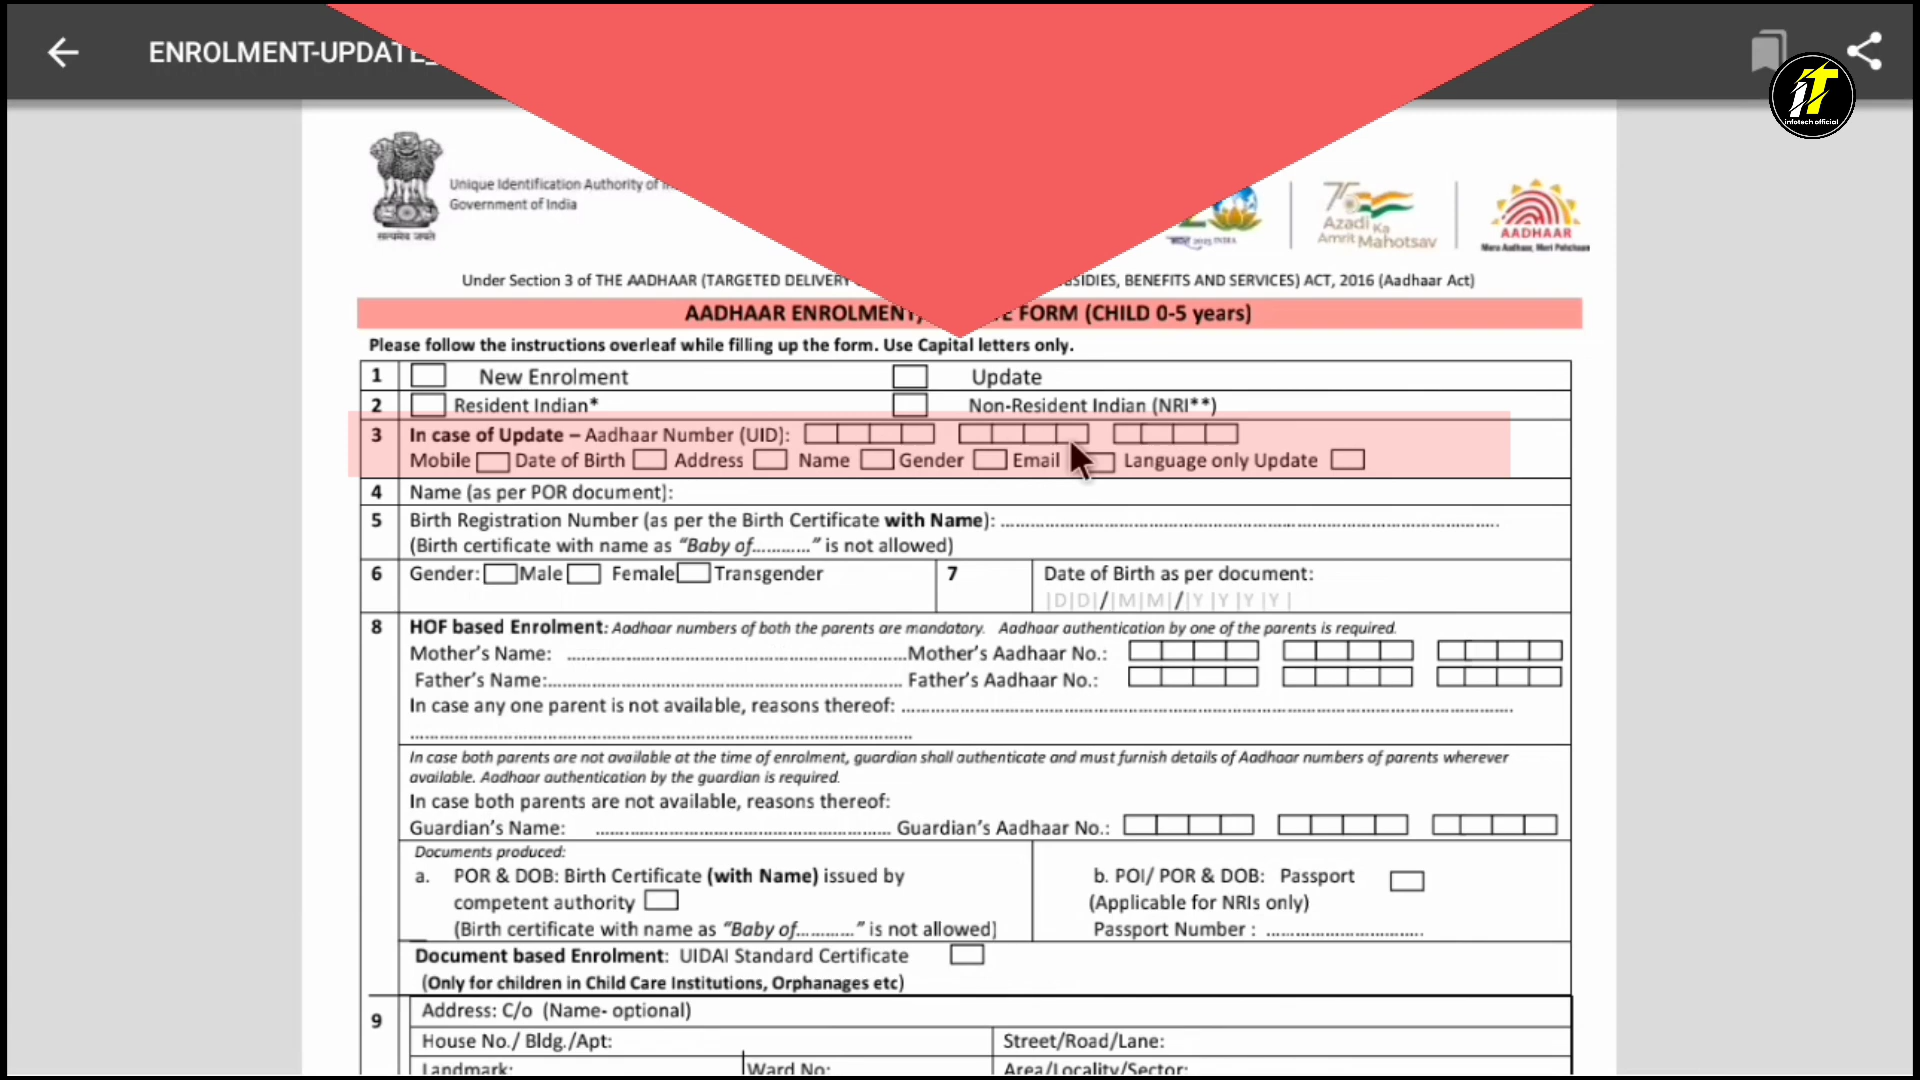 ENROLMENT-UPDATE_
iT
infotech official
सत्यमेव जयते
Unique Identification Authority of
Government of India
75
Azadi Ka
Amrit Mahotsav
AADHAAR
Mera Aadhaar, Meri Pehchaan
Under Section 3 of THE AADHAAR (TARGETED DELIVERY SIDIES, BENEFITS AND SERVICES) ACT, 2016 (Aadhaar Act)
AADHAAR ENROLMENT/ E FORM (CHILD 0-5 years)
Please follow the instructions overleaf while filling up the form. Use Capital letters only.
1 New Enrolment Update
2 Resident Indian* Non-Resident Indian (NRI**)
3 In case of Update – Aadhaar Number (UID):
Mobile Date of Birth Address Name Gender Email Language only Update
4 Name (as per POR document):
5 Birth Registration Number (as per the Birth Certificate with Name): ..............................................................................
(Birth certificate with name as “Baby of...........” is not allowed)
6 Gender: Male Female Transgender 7 Date of Birth as per document:
|D|D|/|M|M|/|Y|Y|Y|Y|
8 HOF based Enrolment: Aadhaar numbers of both the parents are mandatory. Aadhaar authentication by one of the parents is required.
Mother’s Name: .....................................................Mother’s Aadhaar No.:
Father’s Name:....................................................... Father’s Aadhaar No.:
In case any one parent is not available, reasons thereof: ................................................................................................
................................................................................
In case both parents are not available at the time of enrolment, guardian shall authenticate and must furnish details of Aadhaar numbers of parents wherever
available. Aadhaar authentication by the guardian is required.
In case both parents are not available, reasons thereof:
Guardian’s Name: .............................................. Guardian’s Aadhaar No.:
Documents produced:
a. POR & DOB: Birth Certificate (with Name) issued by
competent authority
(Birth certificate with name as “Baby of...........” is not allowed)
b. POI/ POR & DOB: Passport
(Applicable for NRIs only)
Passport Number : .........................
Document based Enrolment: UIDAI Standard Certificate
(Only for children in Child Care Institutions, Orphanages etc)
9 Address: C/o (Name- optional)
House No./ Bldg./Apt: Street/Road/Lane:
Landmark: Ward No: Area/Locality/Sector: